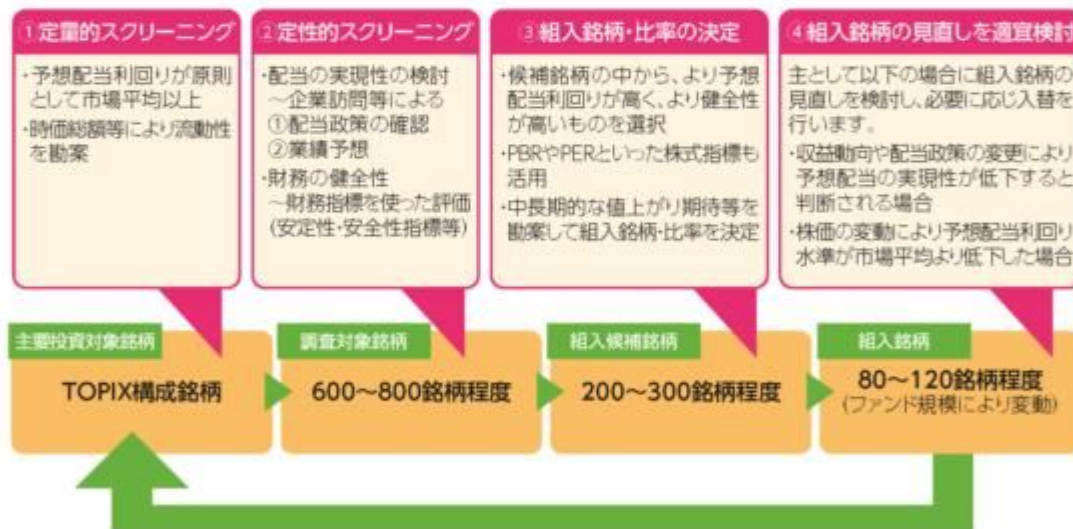 ①定量的スクリーニング
・予想配当利回りが原則
として市場平均以上
・時価総額等により流動性
を勘案
②定性的スクリーニング
・配当の実現性の検討
～企業訪問等による
①配当政策の確認
②業績予想
・財務の健全性
～財務指標を使った評価
(安定性・安全性指標等)
③組入銘柄・比率の決定
・候補銘柄の中から、より予想
配当利回りが高く、より健全性
が高いものを選択
・PBRやPERといった株式指標も
活用
・中長期的な値上がり期待等を
勘案して組入銘柄・比率を決定
④組入銘柄の見直しを適宜検討
主として以下の場合に組入銘柄の
見直しを検討し、必要に応じ入替を
行います。
・収益動向や配当政策の変更により
予想配当の実現性が低下すると
判断される場合
・株価の変動により予想配当利回り
水準が市場平均より低下した場合
主要投資対象銘柄
TOPIX構成銘柄
調査対象銘柄
600～800銘柄程度
組入候補銘柄
200～300銘柄程度
組入銘柄
80～120銘柄程度
(ファンド規模により変動)